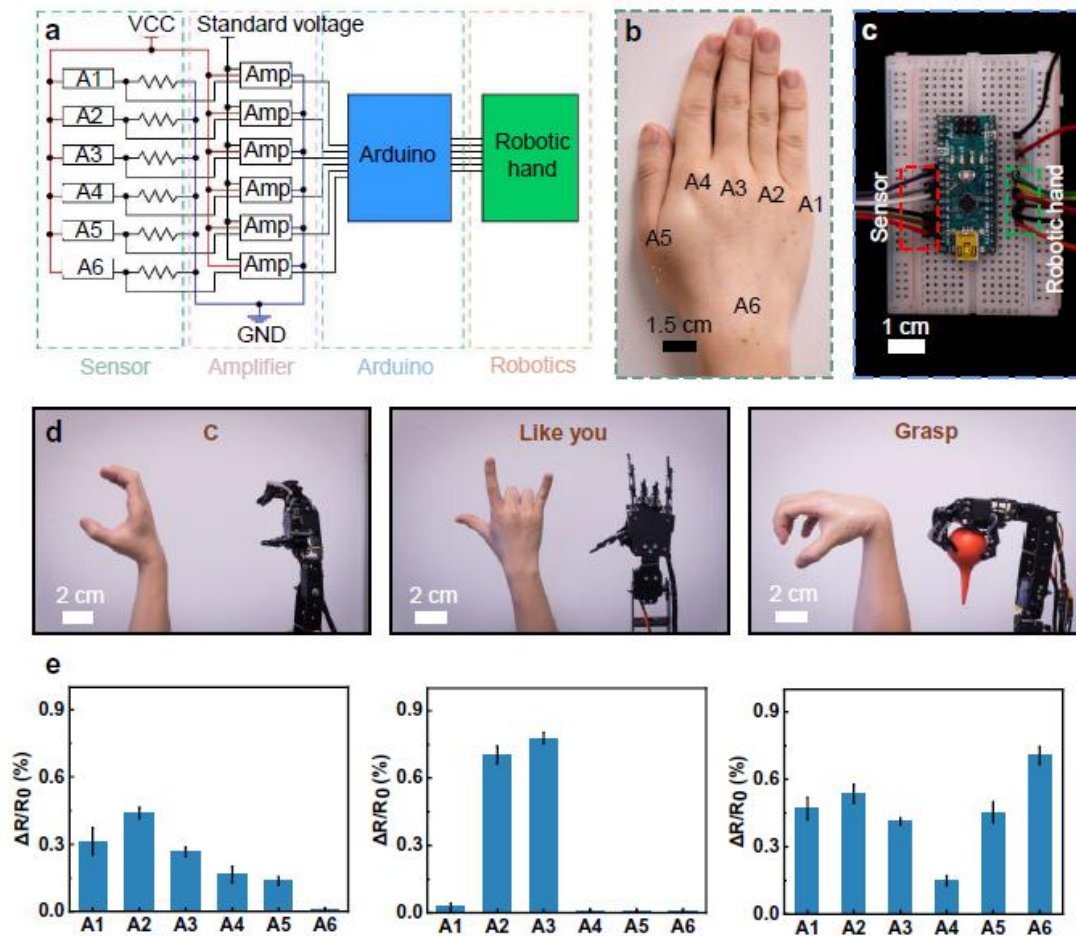 a
VCC Standard voltage
A1
A2
A3
A4
A5
A6
Amp
Amp
Amp
Amp
Amp
Amp
Arduino
Robotic
hand
GND
Sensor
Amplifier
Arduino
Robotics
b
A4
A3
A2
A1
A5
A6
1.5 cm
c
Sensor
Robotic hand
1 cm
d
C
2 cm
Like you
2 cm
Grasp
2 cm
e
ΔR/R0 (%)
0.9
0.6
0.3
0.0
A1 A2 A3 A4 A5 A6
ΔR/R0 (%)
0.9
0.6
0.3
0.0
A1 A2 A3 A4 A5 A6
ΔR/R0 (%)
0.9
0.6
0.3
0.0
A1 A2 A3 A4 A5 A6